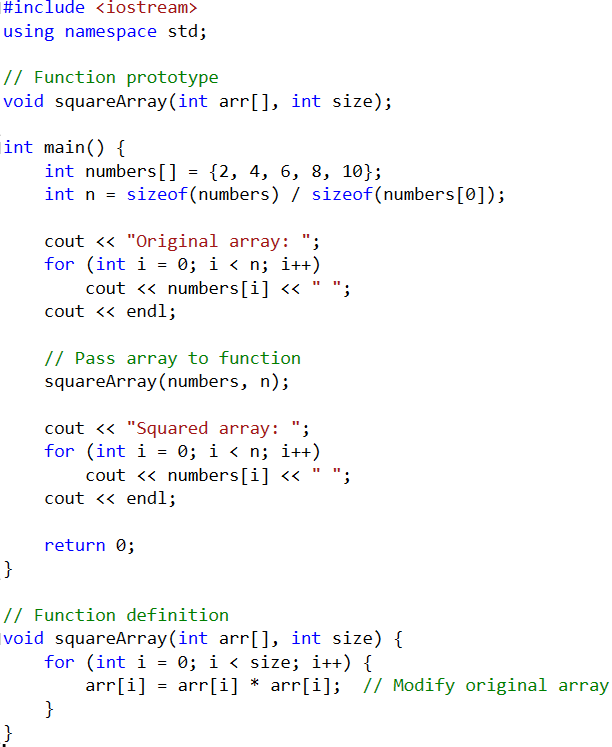 #include <iostream>
using namespace std;
// Function prototype
void squareArray(int arr[], int size);
int main() {
    int numbers[] = {2, 4, 6, 8, 10};
    int n = sizeof(numbers) / sizeof(numbers[0]);
    cout << "Original array: ";
    for (int i = 0; i < n; i++)
        cout << numbers[i] << " ";
    cout << endl;
    // Pass array to function
    squareArray(numbers, n);
    cout << "Squared array: ";
    for (int i = 0; i < n; i++)
        cout << numbers[i] << " ";
    cout << endl;
    return 0;
}
// Function definition
void squareArray(int arr[], int size) {
    for (int i = 0; i < size; i++) {
        arr[i] = arr[i] * arr[i];  // Modify original array
    }
}